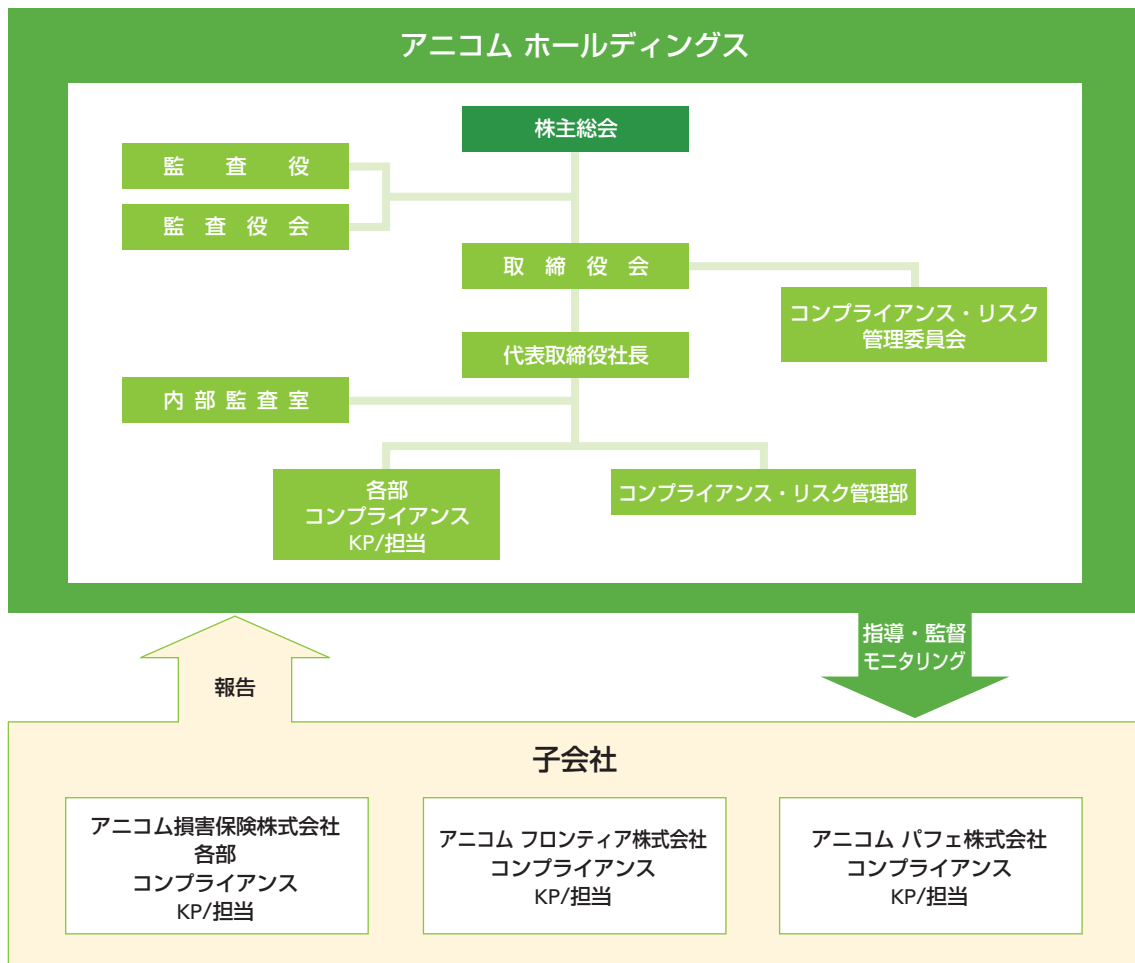 アニコム ホールディングス
株主総会
監査役
監査役会
取締役会
コンプライアンス・リスク
管理委員会
代表取締役社長
内部監査室
各部
コンプライアンス
KP/担当
コンプライアンス・リスク管理部
報告
指導・監督
モニタリング
子会社
アニコム損害保険株式会社
各部
コンプライアンス
KP/担当
アニコム フロンティア株式会社
コンプライアンス
KP/担当
アニコム パフェ株式会社
コンプライアンス
KP/担当